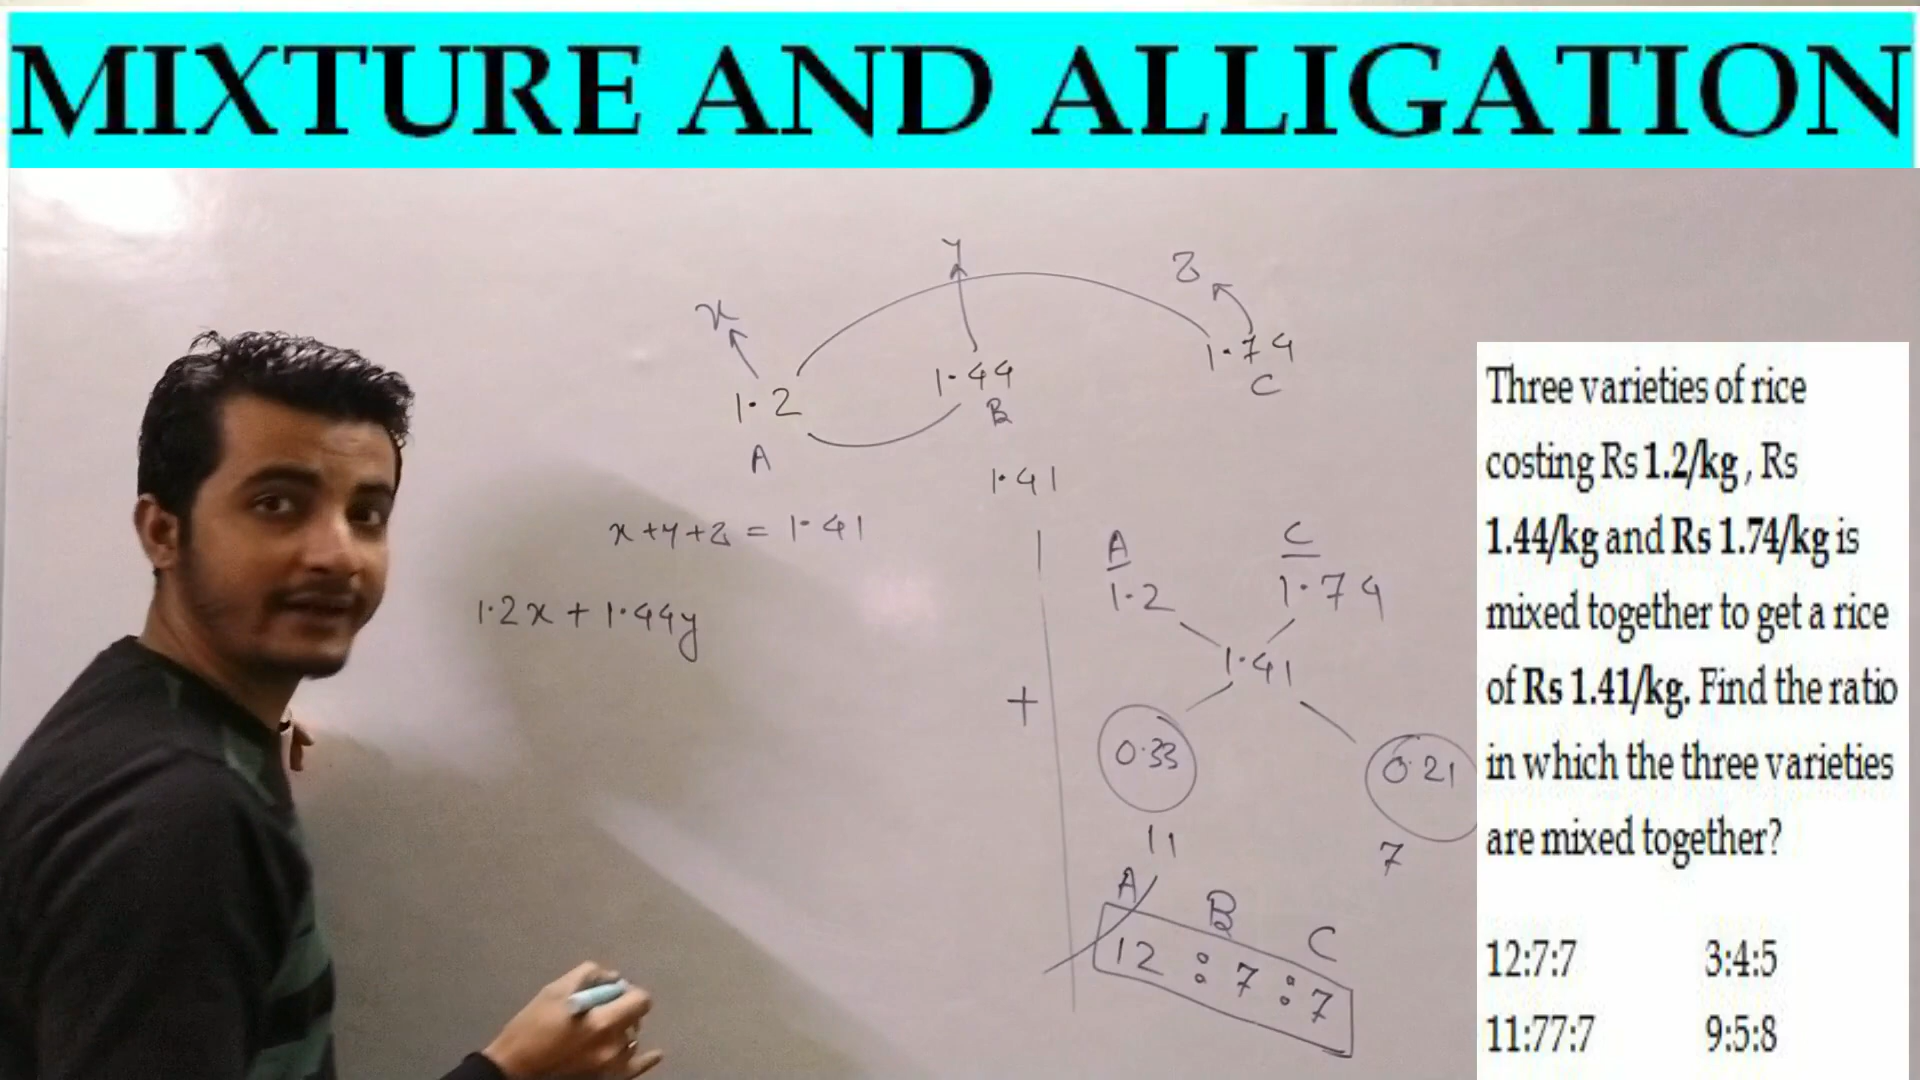 MIXTURE AND ALLIGATION
x
y
z
1.2
1.44
1.74
A
B
C
1.41
x+y+z = 1.41
1.2x + 1.44y
A C
1.2 1.74
1.41
+
0.33 0.21
11 7
A B C
12 : 7 : 7
Three varieties of rice
costing Rs 1.2/kg , Rs
1.44/kg and Rs 1.74/kg is
mixed together to get a rice
of Rs 1.41/kg. Find the ratio
in which the three varieties
are mixed together?
12:7:7 3:4:5
11:77:7 9:5:8